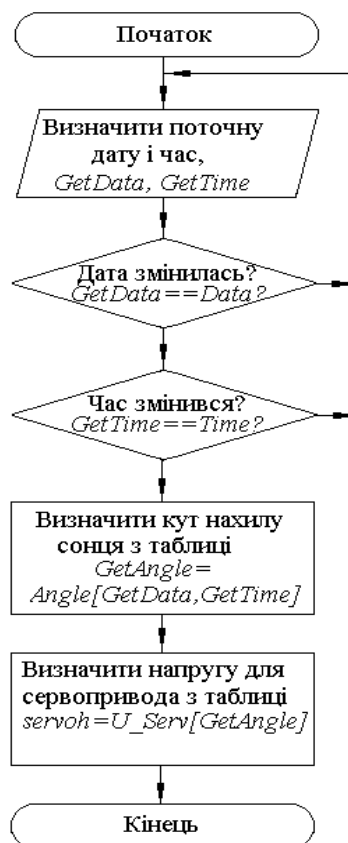 Початок
Визначити поточну
дату і час,
GetData, GetTime
Дата змінилась?
GetData==Data?
Час змінився?
GetTime==Time?
Визначити кут нахилу
сонця з таблиці
GetAngle=
Angle[GetData,GetTime]
Визначити напругу для
сервопривода з таблиці
servoh=U_Serv[GetAngle]
Кінець